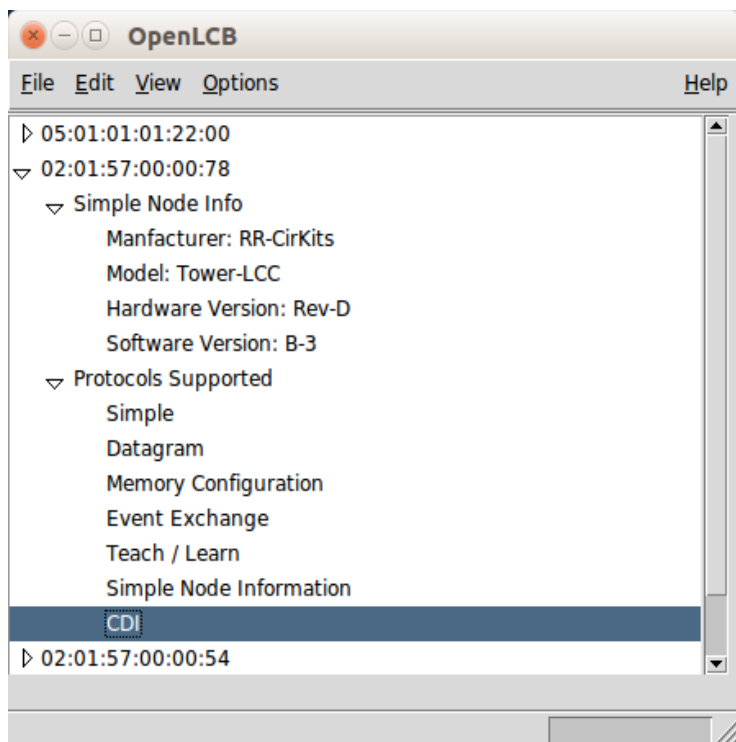 OpenLCB
File Edit View Options Help
05:01:01:01:22:00
02:01:57:00:00:78
Simple Node Info
Manfacturer: RR-CirKits
Model: Tower-LCC
Hardware Version: Rev-D
Software Version: B-3
Protocols Supported
Simple
Datagram
Memory Configuration
Event Exchange
Teach / Learn
Simple Node Information
CDI
02:01:57:00:00:54